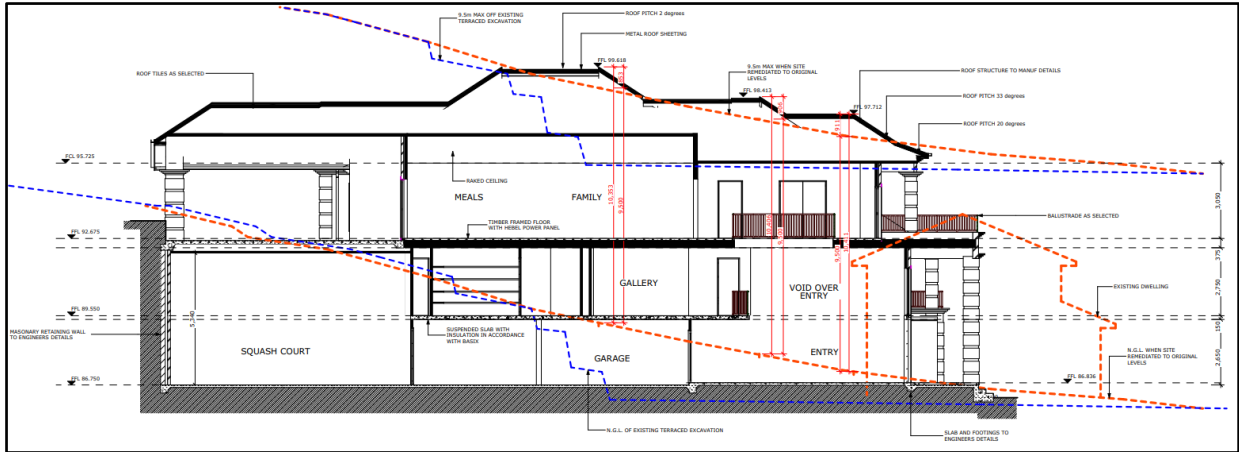 9.5m MAX OFF EXISTING
TERRACED EXCAVATION
ROOF PITCH 2 degrees
METAL ROOF SHEETING
FFL 99.618
ROOF TILES AS SELECTED
9.5m MAX WHEN SITE
REMEDIATED TO ORIGINAL
LEVELS
ROOF STRUCTURE TO MANUF DETAILS
FFL 98.413
FFL 97.712
ROOF PITCH 33 degrees
ROOF PITCH 20 degrees
FCL 95.725
RAKED CEILING
MEALS
FAMILY
10,353
9,500
3,050
TIMBER FRAMED FLOOR
WITH HEBEL POWER PANEL
BALUSTRADE AS SELECTED
FFL 92.675
375
9,500
GALLERY
VOID OVER
ENTRY
2,750
EXISTING DWELLING
FFL 89.550
MASONARY RETAINING WALL
TO ENGINEERS DETAILS
SUSPENDED SLAB WITH
INSULATION IN ACCORDANCE
WITH BASIX
150
SQUASH COURT
GARAGE
ENTRY
2,650
N.G.L. WHEN SITE
REMEDIATED TO ORIGINAL
LEVELS
FFL 86.750
FFL 86.836
N.G.L. OF EXISTING TERRACED EXCAVATION
SLAB AND FOOTINGS TO
ENGINEERS DETAILS